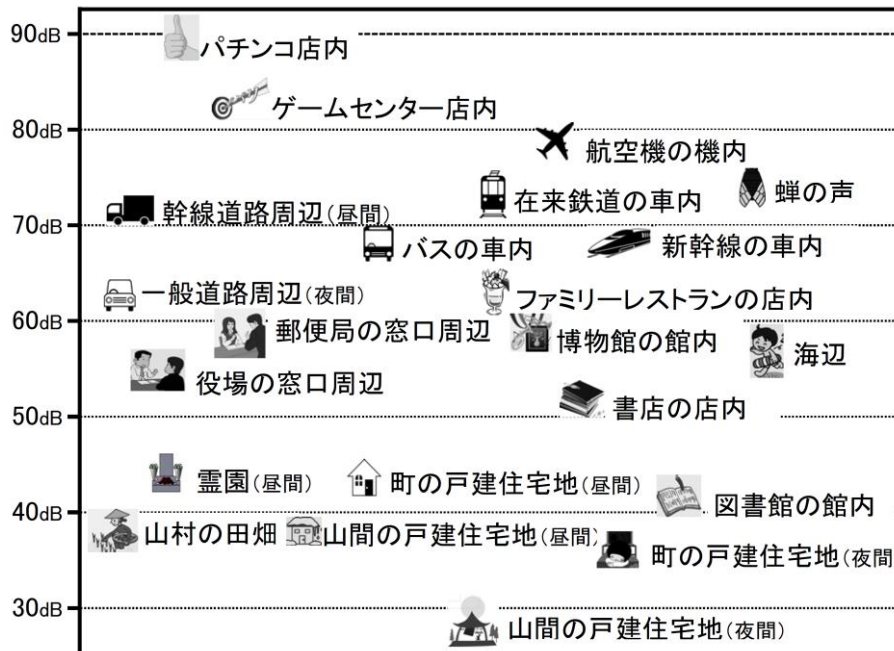 90dB
パチンコ店内
ゲームセンター店内
80dB
航空機の機内
幹線道路周辺(昼間)
在来鉄道の車内
蝉の声
70dB
バスの車内
新幹線の車内
一般道路周辺(夜間)
ファミリーレストランの店内
60dB
郵便局の窓口周辺
博物館の館内
海辺
役場の窓口周辺
書店の店内
50dB
霊園(昼間)
町の戸建住宅地(昼間)
図書館の館内
40dB
山村の田畑
山間の戸建住宅地(昼間)
町の戸建住宅地(夜間
30dB
山間の戸建住宅地(夜間)